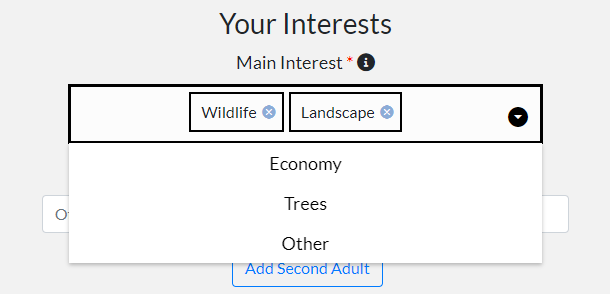 Your Interests
Main Interest *
Wildlife Landscape
Economy
Trees
Other
Add Second Adult